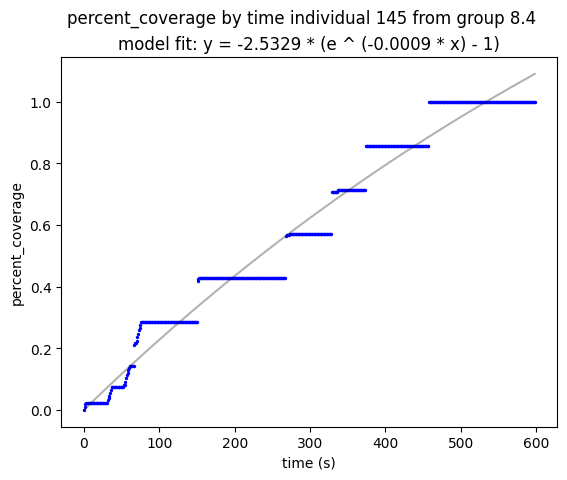 percent_coverage by time individual 145 from group 8.4
model fit: y = -2.5329 * (e ^ (-0.0009 * x) - 1)
1.0
0.8
0.6
0.4
0.2
0.0
percent_coverage
0 100 200 300 400 500 600
time (s)